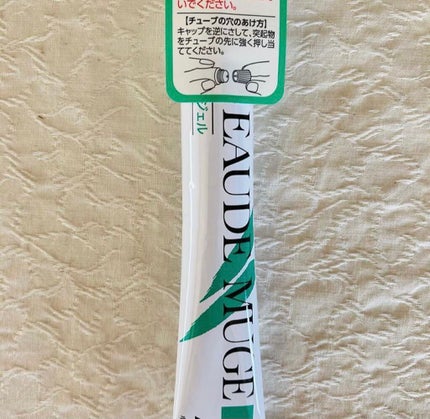 いでください。
【チューブの穴のあけ方】
キャップを逆にさして、突起物
をチューブの先に強く押し当
ててください。
ジェル
EAUDE MUGE